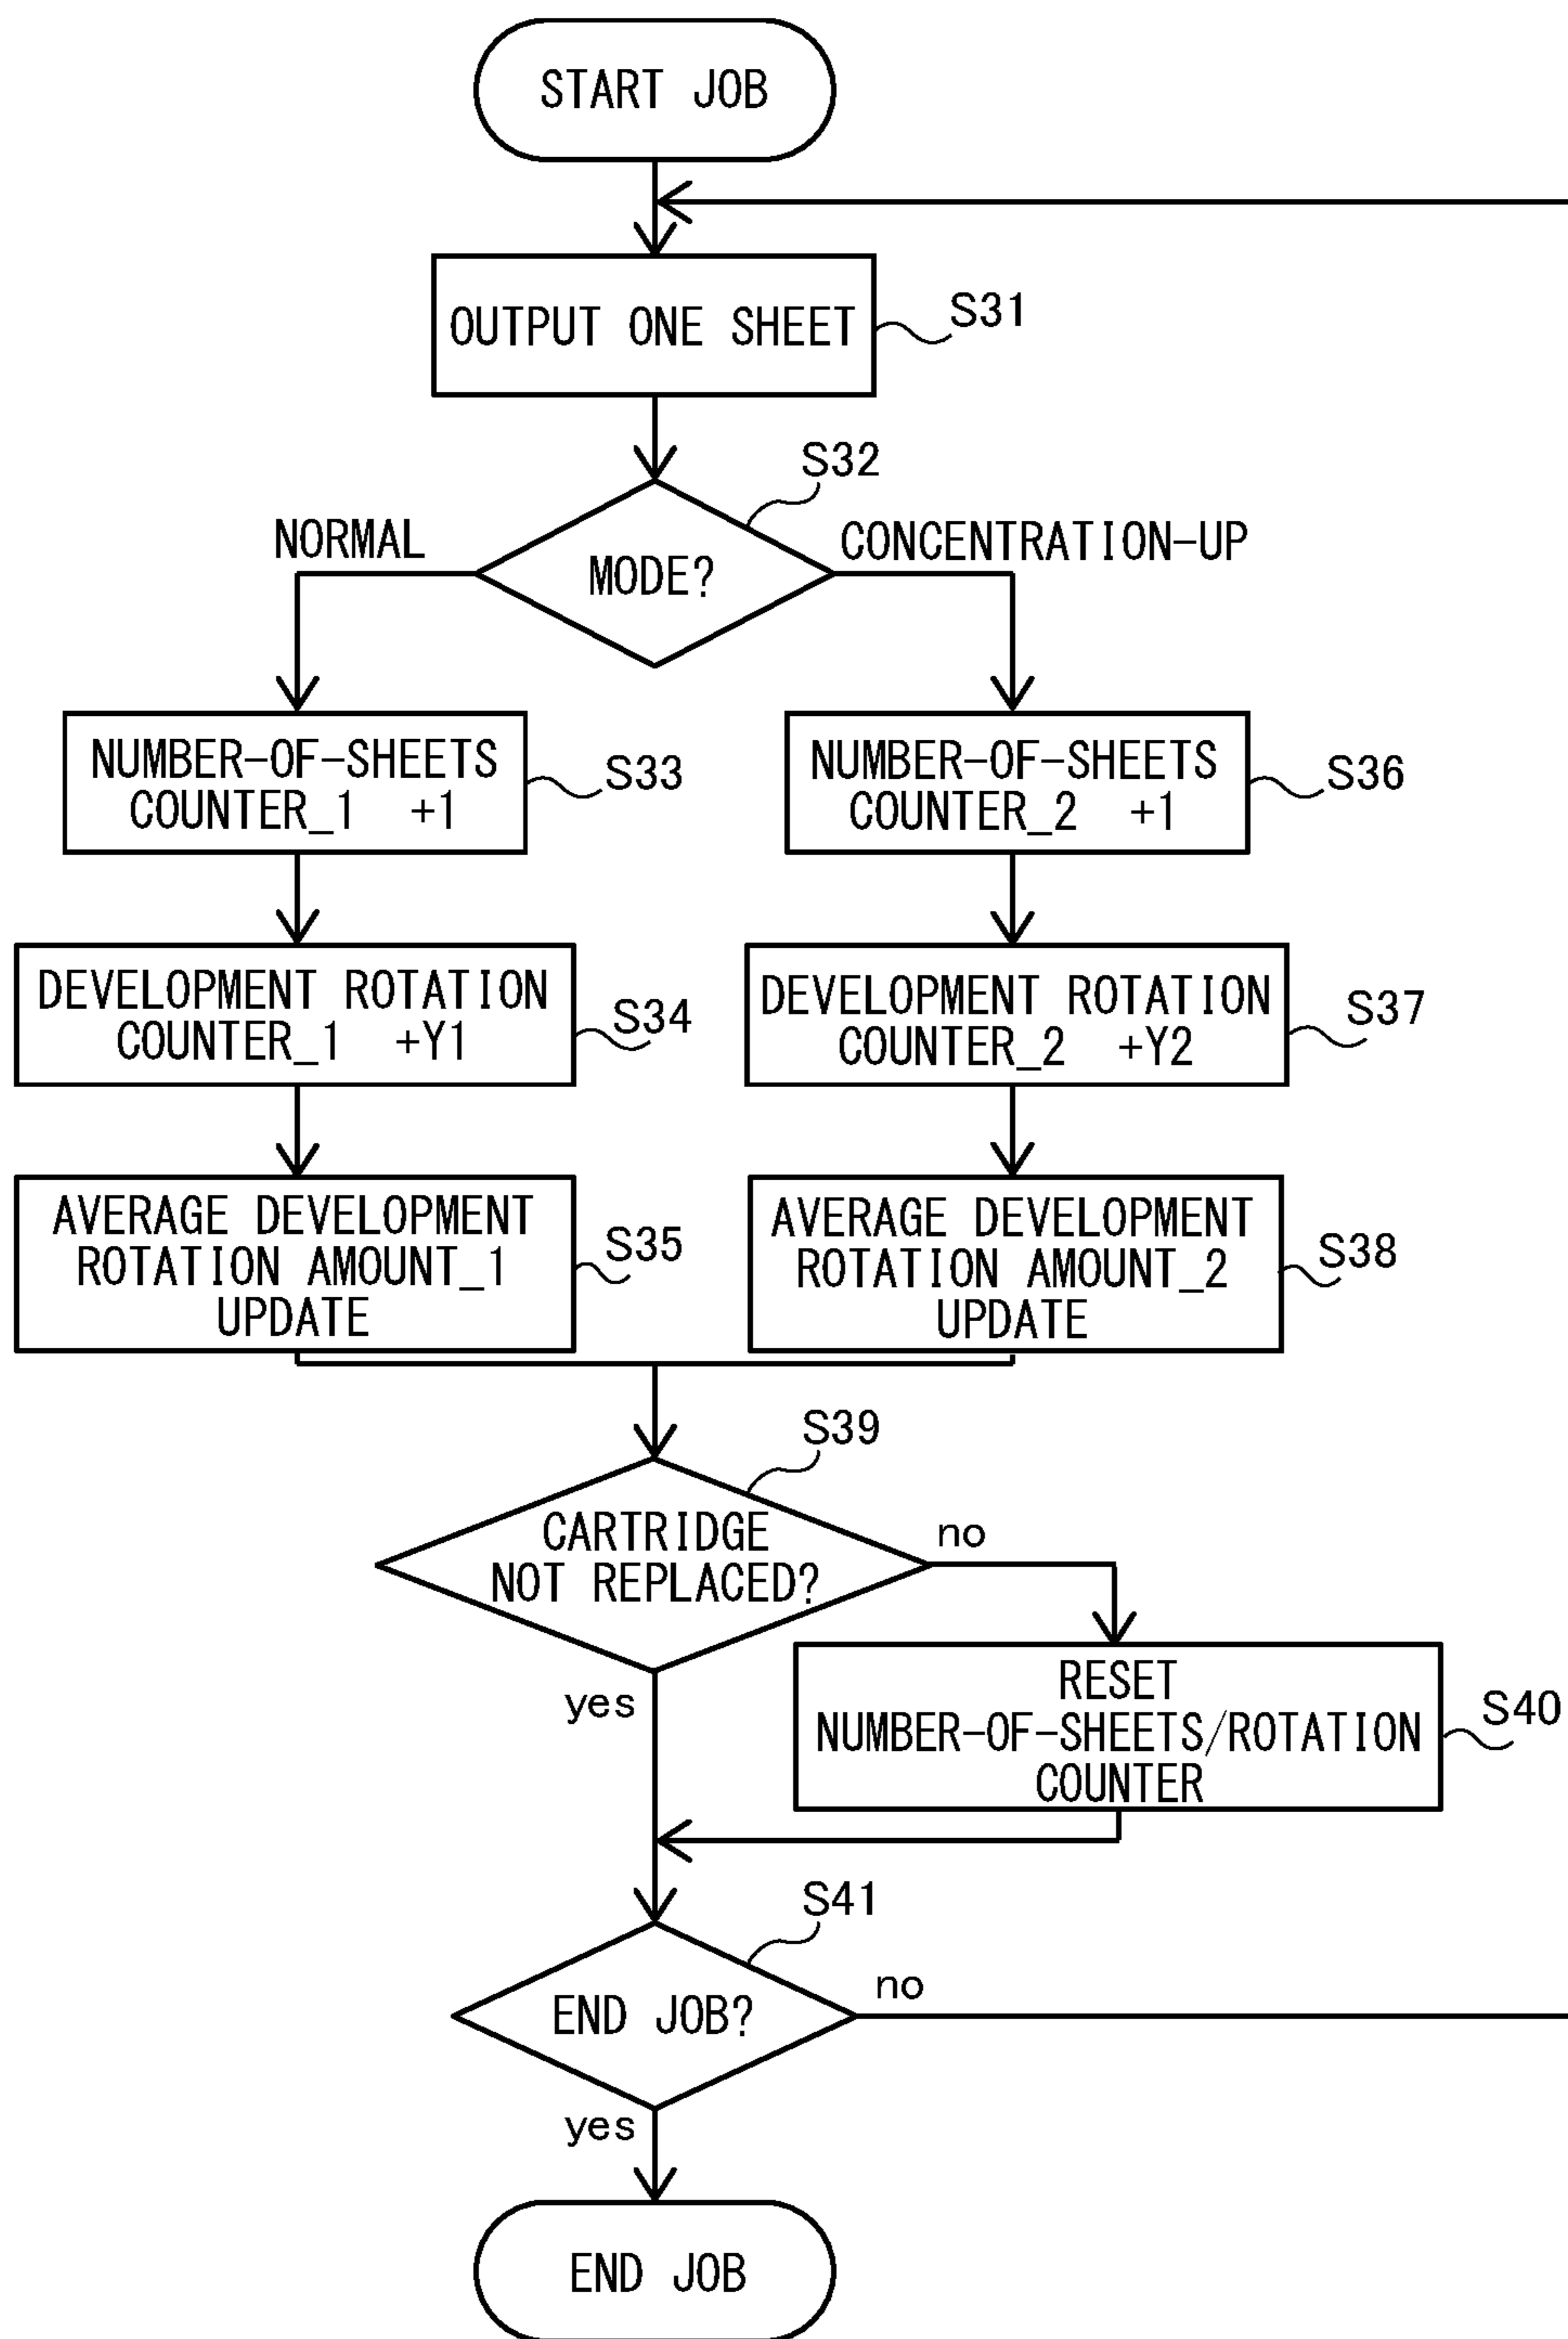 START JOB
OUTPUT ONE SHEET
S31
S32
NORMAL
CONCENTRATION-UP
MODE?
NUMBER-OF-SHEETS
COUNTER_1 +1
S33
NUMBER-OF-SHEETS
COUNTER_2 +1
S36
DEVELOPMENT ROTATION
COUNTER_1 +Y1
S34
DEVELOPMENT ROTATION
COUNTER_2 +Y2
S37
AVERAGE DEVELOPMENT
ROTATION AMOUNT_1
UPDATE
S35
AVERAGE DEVELOPMENT
ROTATION AMOUNT_2
UPDATE
S38
S39
CARTRIDGE
NOT REPLACED?
no
yes
RESET
NUMBER-OF-SHEETS/ROTATION
COUNTER
S40
S41
END JOB?
no
yes
END JOB